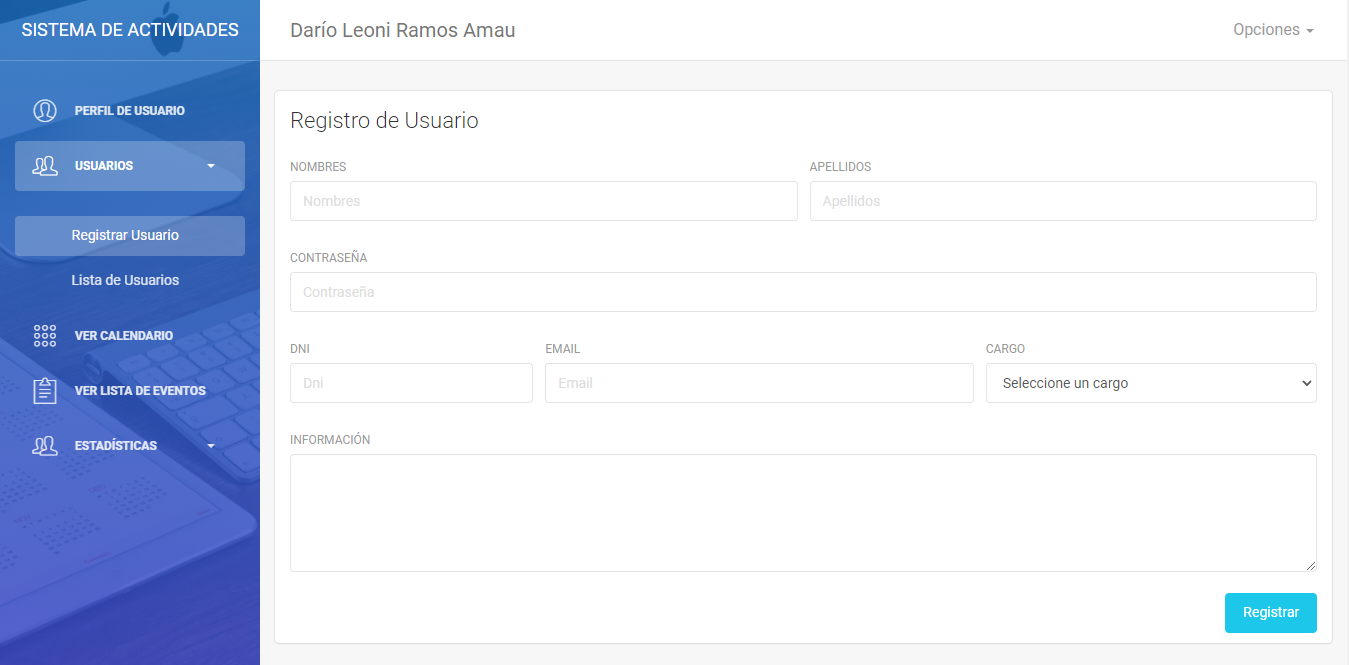 SISTEMA DE ACTIVIDADES
PERFIL DE USUARIO
USUARIOS
Registrar Usuario
Lista de Usuarios
VER CALENDARIO
VER LISTA DE EVENTOS
ESTADÍSTICAS
Darío Leoni Ramos Amau
Opciones
Registro de Usuario
NOMBRES
Nombres
APELLIDOS
Apellidos
CONTRASEÑA
Contraseña
DNI
Dni
EMAIL
Email
CARGO
Seleccione un cargo
INFORMACIÓN
Registrar